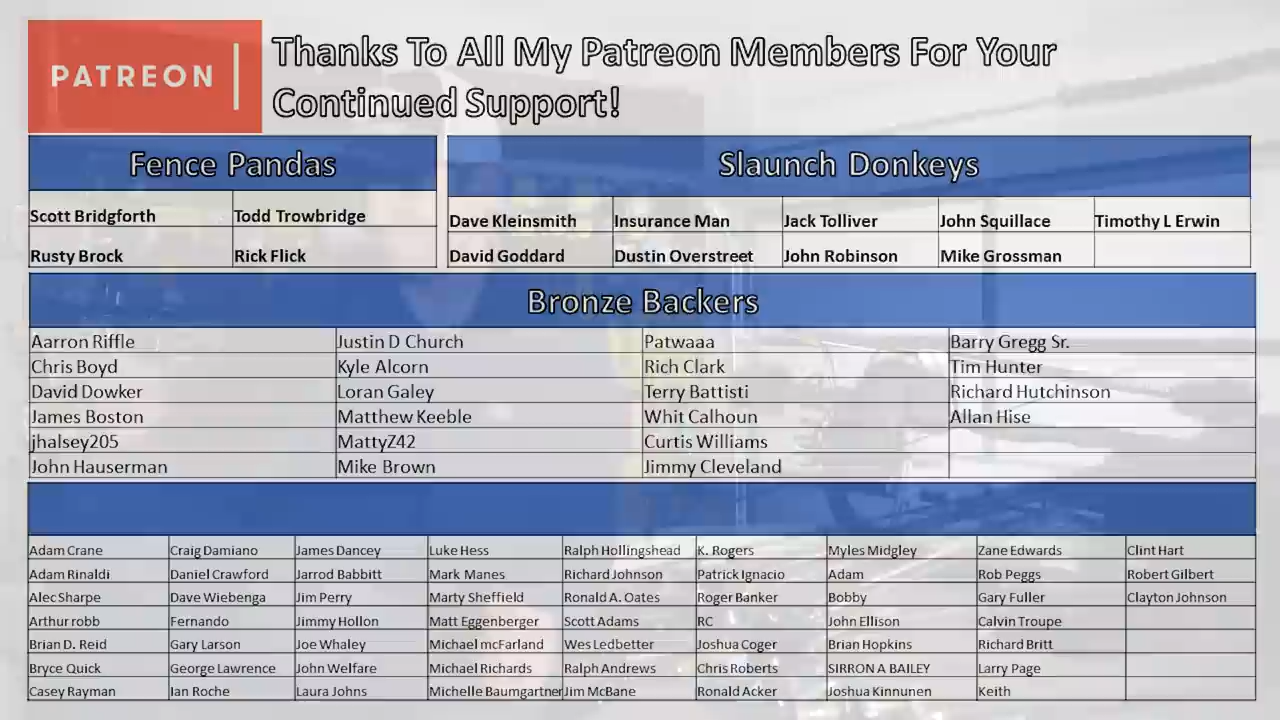 PATREON
Thanks To All My Patreon Members For Your
Continued Support!
Fence Pandas
Scott Bridgforth Todd Trowbridge
Rusty Brock Rick Flick
Slaunch Donkeys
Dave Kleinsmith Insurance Man Jack Tolliver John Squillace Timothy L Erwin
David Goddard Dustin Overstreet John Robinson Mike Grossman
Bronze Backers
Aarron Riffle Justin D Church Patwaaa Barry Gregg Sr.
Chris Boyd Kyle Alcorn Rich Clark Tim Hunter
David Dowker Loran Galey Terry Battisti Richard Hutchinson
James Boston Matthew Keeble Whit Calhoun Allan Hise
jhalsey205 MattyZ42 Curtis Williams
John Hauserman Mike Brown Jimmy Cleveland
Adam Crane Craig Damiano James Dancey Luke Hess Ralph Hollingshead K. Rogers Myles Midgley Zane Edwards Clint Hart
Adam Rinaldi Daniel Crawford Jarrod Babbitt Mark Manes Richard Johnson Patrick Ignacio Adam Rob Peggs Robert Gilbert
Alec Sharpe Dave Wiebenga Jim Perry Marty Sheffield Ronald A. Oates Roger Banker Bobby Gary Fuller Clayton Johnson
Arthur robb Fernando Jimmy Hollon Matt Eggenberger Scott Adams RC John Ellison Calvin Troupe
Brian D. Reid Gary Larson Joe Whaley Michael mcFarland Wes Ledbetter Joshua Coger Brian Hopkins Richard Britt
Bryce Quick George Lawrence John Welfare Michael Richards Ralph Andrews Chris Roberts SIRRON A BAILEY Larry Page
Casey Rayman Ian Roche Laura Johns Michelle Baumgartner Jim McBane Ronald Acker Joshua Kinnunen Keith